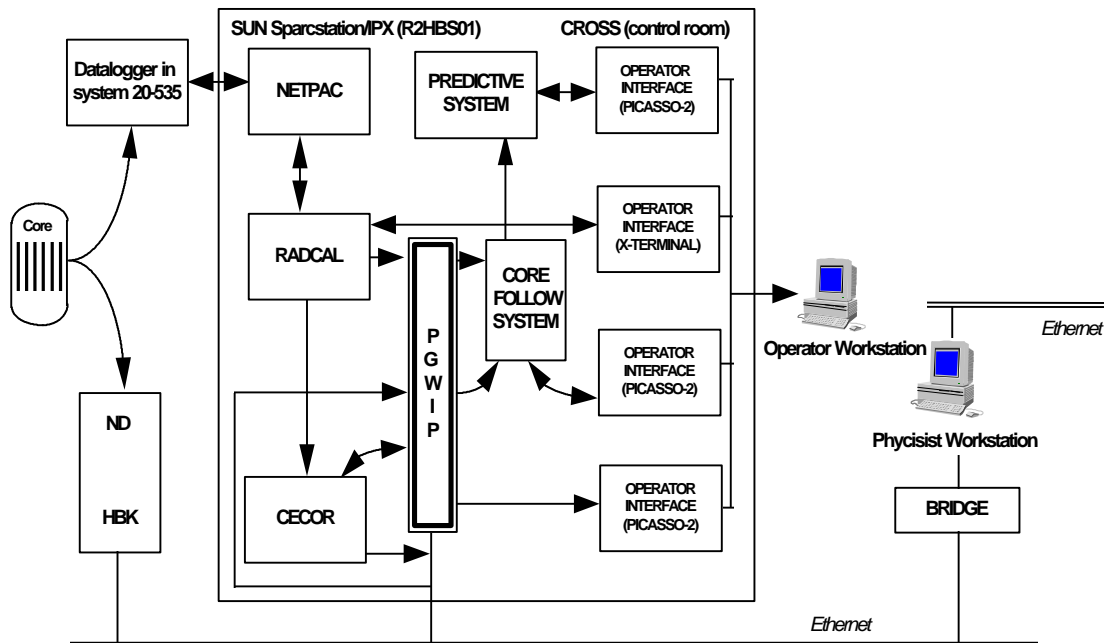 SUN Sparcstation/IPX (R2HBS01)
CROSS (control room)
Datalogger in
system 20-535
NETPAC
PREDICTIVE
SYSTEM
OPERATOR
INTERFACE
(PICASSO-2)
Core
RADCAL
OPERATOR
INTERFACE
(X-TERMINAL)
CORE
FOLLOW
SYSTEM
P
G
W
I
P
Ethernet
Operator Workstation
OPERATOR
INTERFACE
(PICASSO-2)
Phycisist Workstation
ND
HBK
CECOR
OPERATOR
INTERFACE
(PICASSO-2)
BRIDGE
Ethernet